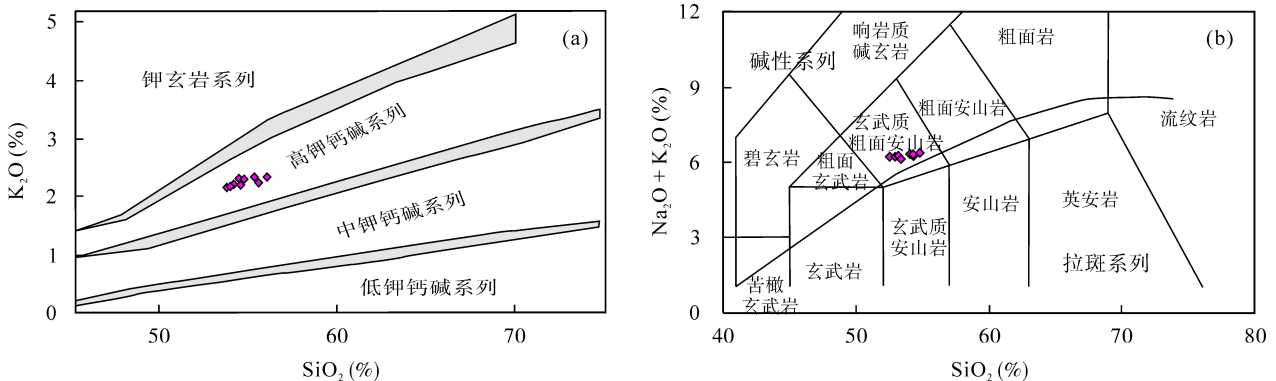 5
4
3
2
1
0
K₂O (%)
50
60
70
SiO₂ (%)
(a)
钾玄岩系列
高钾钙碱系列
中钾钙碱系列
低钾钙碱系列
12
9
6
3
0
Na₂O + K₂O (%)
40
50
60
70
80
SiO₂ (%)
(b)
碱性系列
响岩质
碱玄岩
粗面岩
碧玄岩
玄武质
粗面安山岩
粗面安山岩
流纹岩
粗面
玄武岩
玄武质
安山岩
安山岩
英安岩
拉斑系列
玄武岩
苦橄
玄武岩